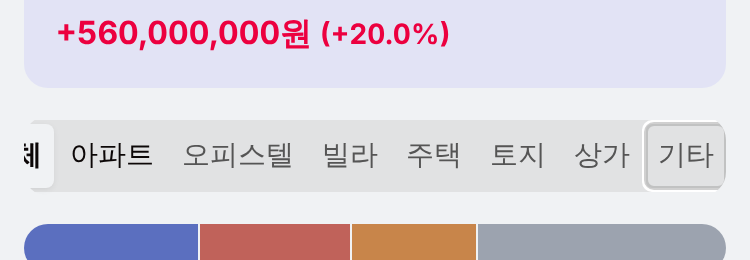 +560,000,000원 (+20.0%)
체 아파트 오피스텔 빌라 주택 토지 상가 기타